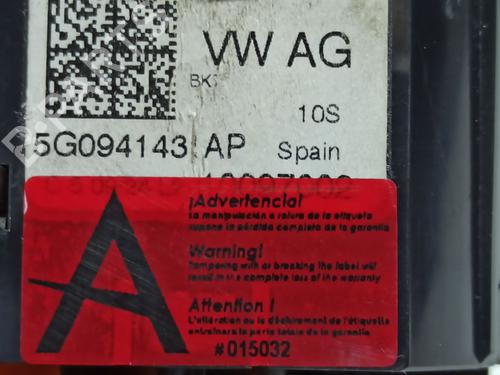 VW AG
BK
10S
5G094143 AP Spain
¡Advertencia!
La manipulación o rotura de la etiqueta
supone la pérdida completa de la garantía
Warning!
Tampering with or breaking the label will
result in the complete loss of the warranty
Attention !
L'altération ou le déchirement de l'étiquette
entraînera la perte totale de la garantie
#015032